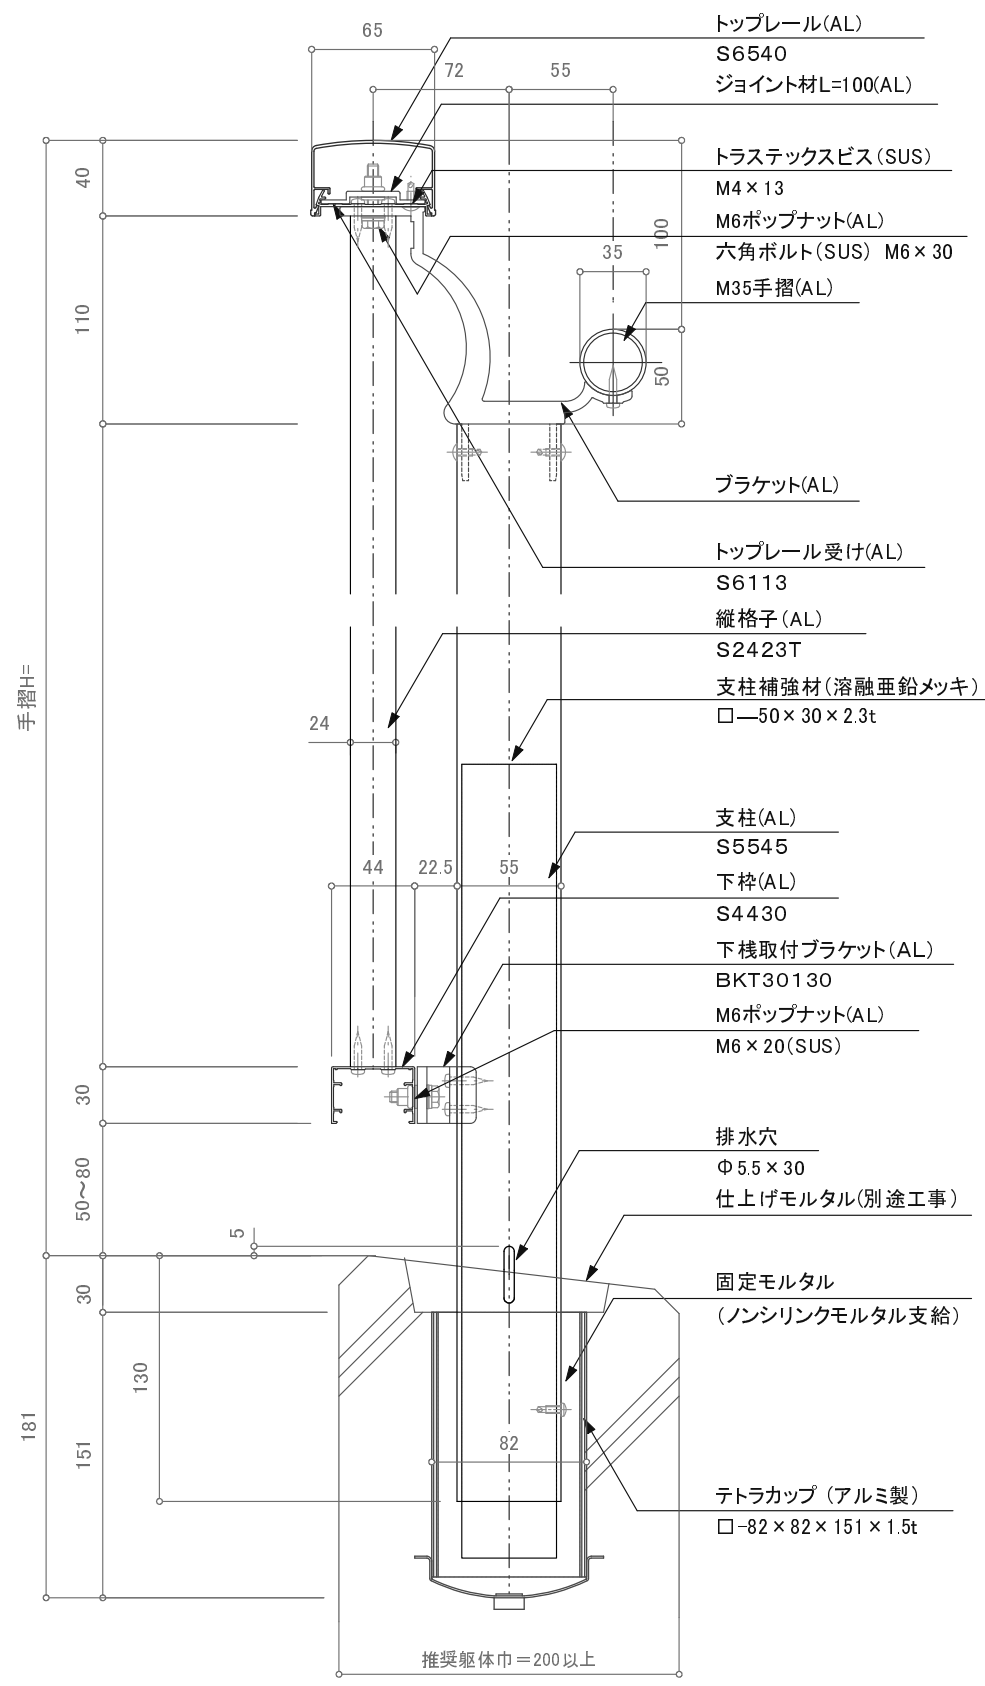 65
トップレール(AL)
S6540
72
55
ジョイント材L=100(AL)
40
トラステックスビス(SUS)
M4×13
M6ポップナット(AL)
六角ボルト(SUS) M6×30
100
35
M35手摺(AL)
110
50
ブラケット(AL)
トップレール受け(AL)
S6113
縦格子(AL)
S2423T
手摺H=
支柱補強材(溶融亜鉛メッキ)
□―50×30×2.3t
24
支柱(AL)
S5545
44
22.5
55
下枠(AL)
S4430
下桟取付ブラケット(AL)
BKT30130
M6ポップナット(AL)
M6×20(SUS)
30
排水穴
Φ5.5×30
50～80
仕上げモルタル(別途工事)
5
固定モルタル
(ノンシリンクモルタル支給)
30
130
181
151
82
テトラカップ (アルミ製)
□-82×82×151×1.5t
推奨躯体巾=200以上